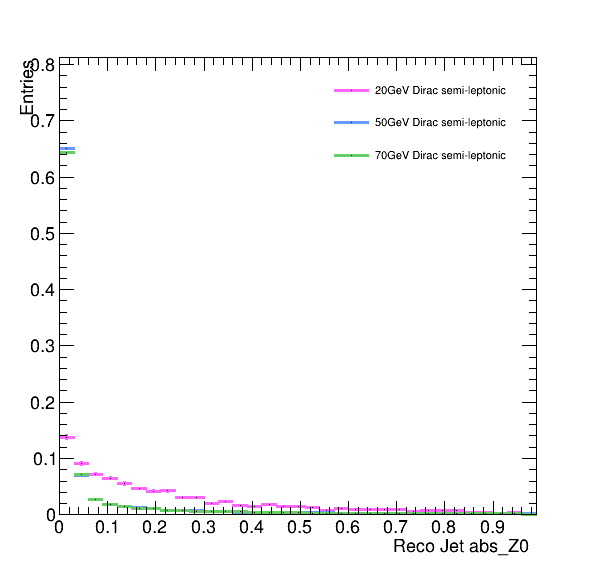 Entries
0.8
0.7
0.6
0.5
0.4
0.3
0.2
0.1
0
20GeV Dirac semi-leptonic
50GeV Dirac semi-leptonic
70GeV Dirac semi-leptonic
0 0.1 0.2 0.3 0.4 0.5 0.6 0.7 0.8 0.9
Reco Jet abs_Z0